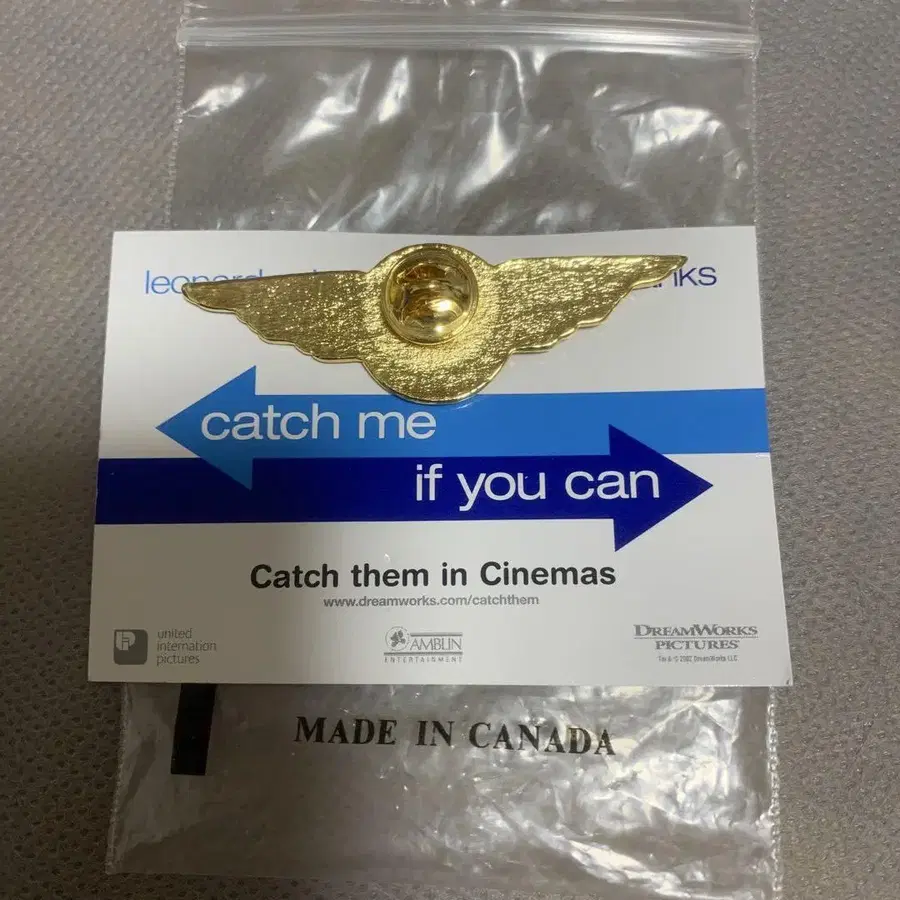 catch me
if you can
Catch them in Cinemas
www.dreamworks.com/catchthem
united
internation
pictures
AMBLIN
ENTERTAINMENT
DREAMWORKS
PICTURES
MADE IN CANADA